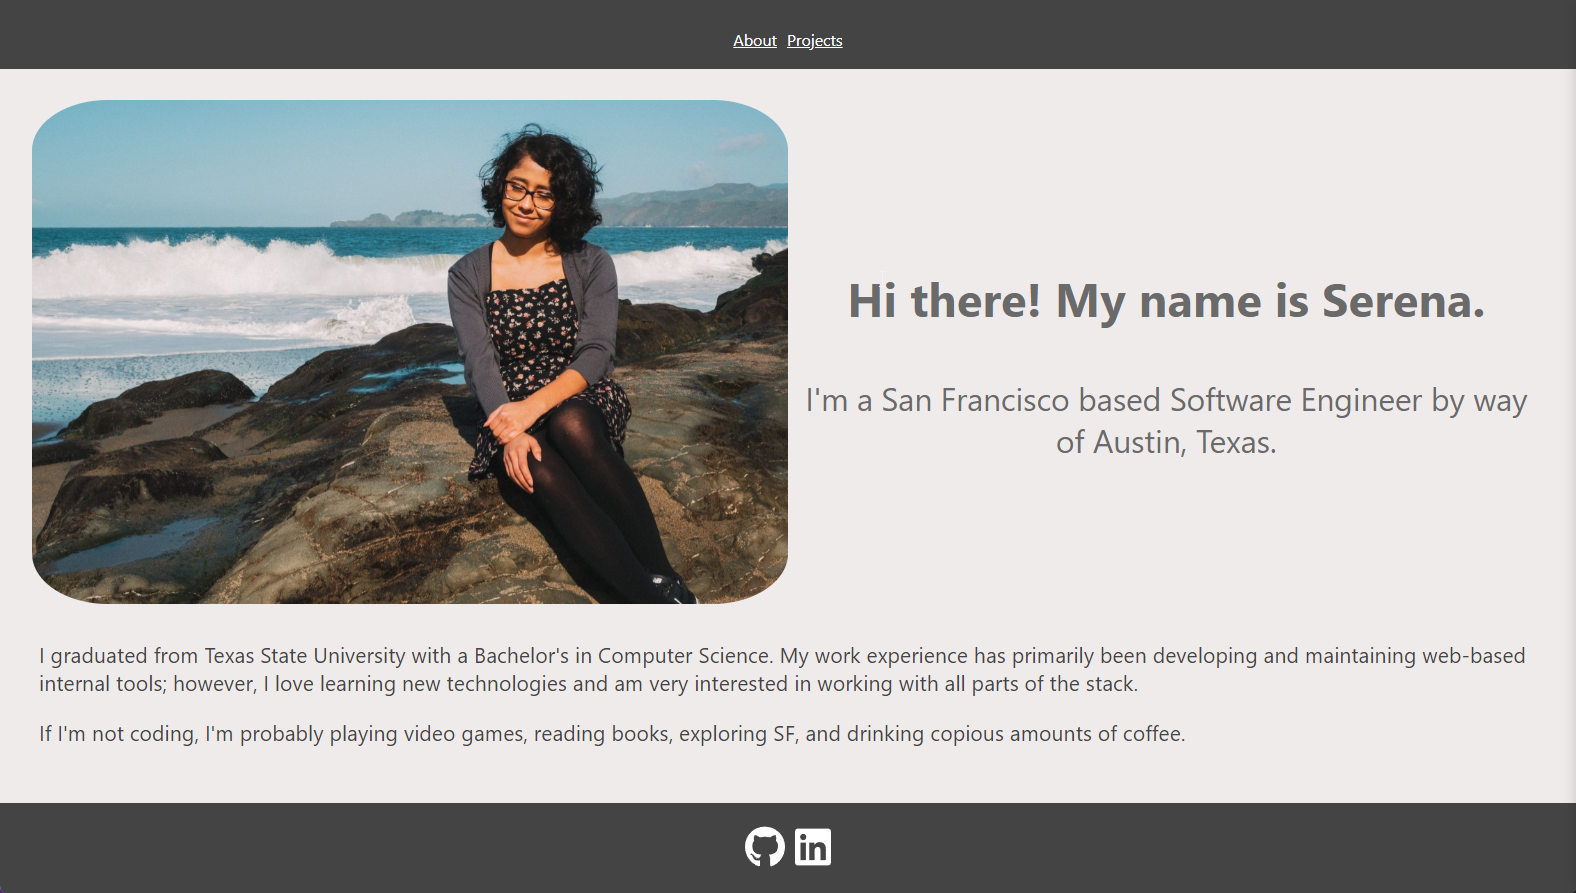 About Projects
Hi there! My name is Serena.
I'm a San Francisco based Software Engineer by way
of Austin, Texas.
I graduated from Texas State University with a Bachelor's in Computer Science. My work experience has primarily been developing and maintaining web-based
internal tools; however, I love learning new technologies and am very interested in working with all parts of the stack.
If I'm not coding, I'm probably playing video games, reading books, exploring SF, and drinking copious amounts of coffee.
in